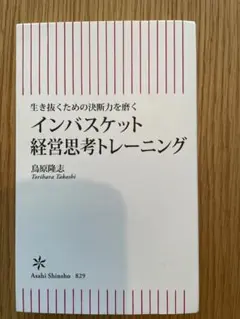 生き抜くための決断力を磨く
インバスケット
経営思考トレーニング
鳥原隆志
Torihara Takashi
Asahi Shinsho 829